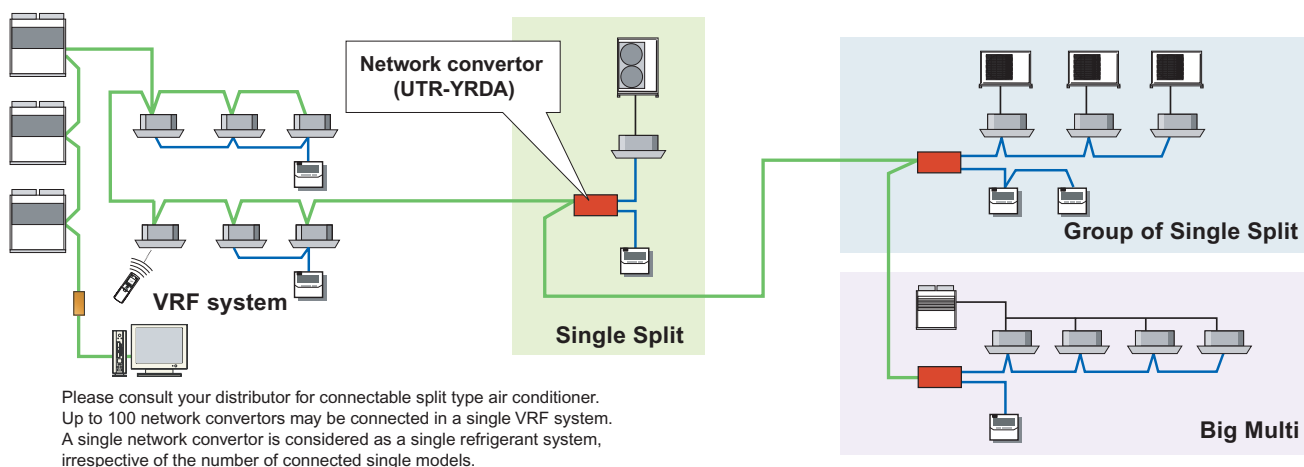 Network convertor
(UTR-YRDA)
VRF system
Single Split
Group of Single Split
Big Multi
Please consult your distributor for connectable split type air conditioner.
Up to 100 network convertors may be connected in a single VRF system.
A single network convertor is considered as a single refrigerant system,
irrespective of the number of connected single models.